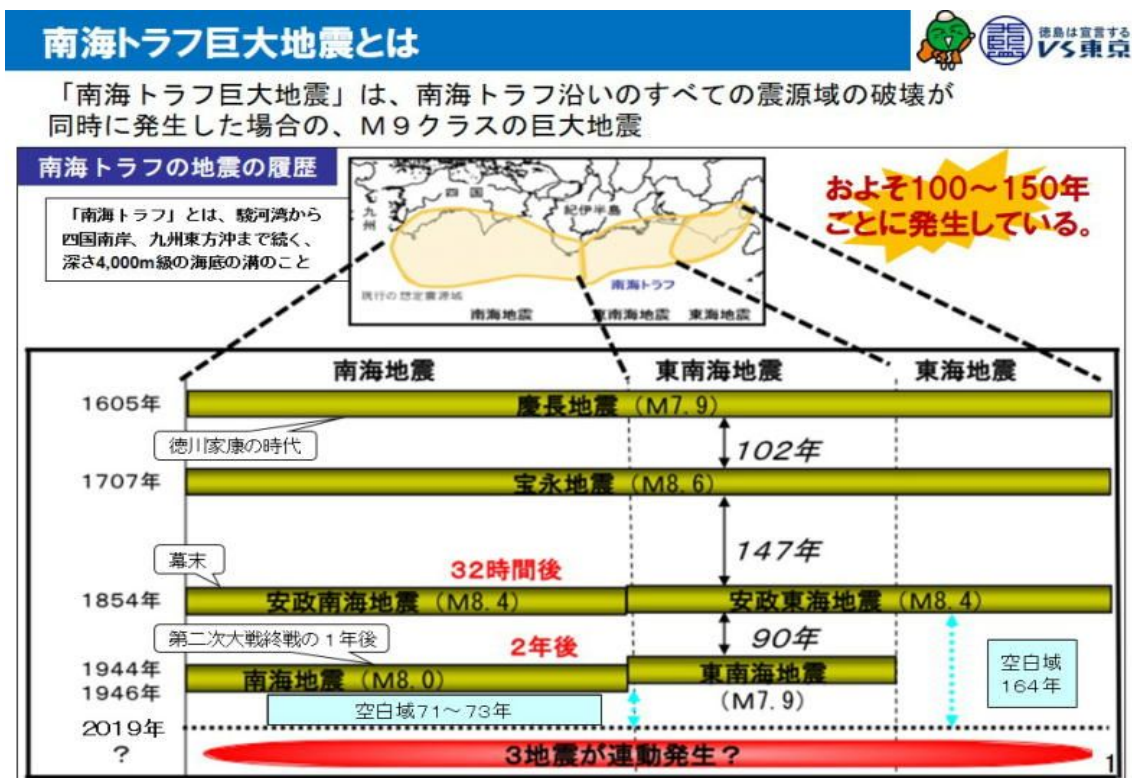 南海トラフ巨大地震とは
徳島は宣言する
VS東京
「南海トラフ巨大地震」は、南海トラフ沿いのすべての震源域の破壊が
同時に発生した場合の、M9クラスの巨大地震
南海トラフの地震の履歴
「南海トラフ」とは、駿河湾から
四国南岸、九州東方沖まで続く、
深さ4,000m級の海底の溝のこと
四国
九州
紀伊半島
南海トラフ
現行の想定震源域
南海地震
東南海地震
東海地震
およそ100～150年
ごとに発生している。
南海地震
東南海地震
東海地震
1605年
慶長地震（M7.9）
徳川家康の時代
102年
1707年
宝永地震（M8.6）
147年
幕末
32時間後
1854年
安政南海地震（M8.4）
安政東海地震（M8.4）
第二次大戦終戦の１年後
2年後
90年
1944年
1946年
南海地震（M8.0）
東南海地震
（M7.9）
空白域
164年
空白域71～73年
2019年
？
3地震が連動発生？
1